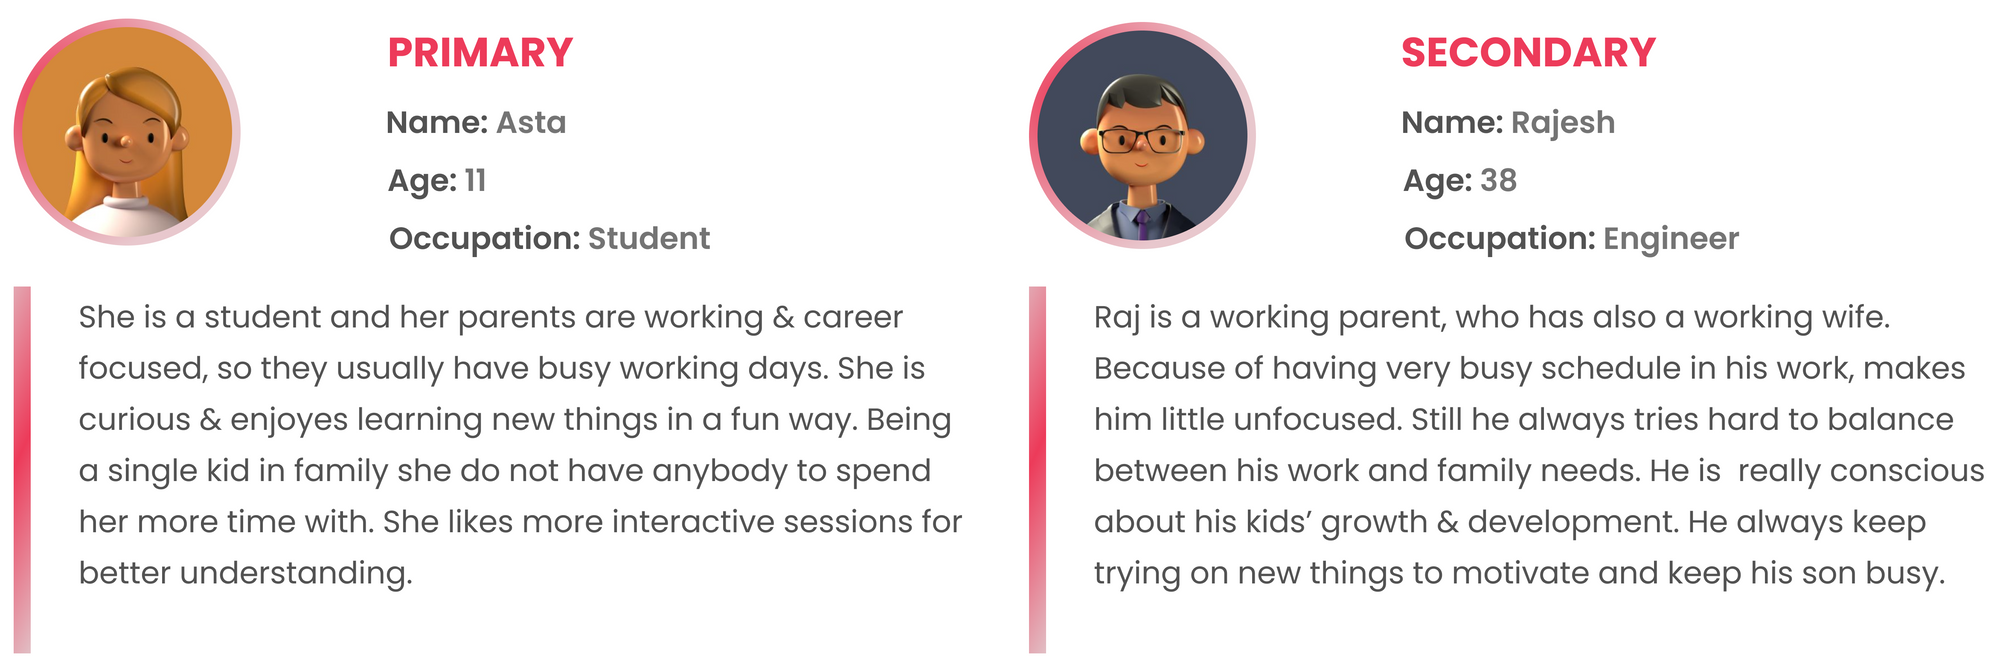 PRIMARY
Name: Asta
Age: 11
Occupation: Student
She is a student and her parents are working & career
focused, so they usually have busy working days. She is
curious & enjoyes learning new things in a fun way. Being
a single kid in family she do not have anybody to spend
her more time with. She likes more interactive sessions for
better understanding.
SECONDARY
Name: Rajesh
Age: 38
Occupation: Engineer
Raj is a working parent, who has also a working wife.
Because of having very busy schedule in his work, makes
him little unfocused. Still he always tries hard to balance
between his work and family needs. He is  really conscious
about his kids’ growth & development. He always keep
trying on new things to motivate and keep his son busy.